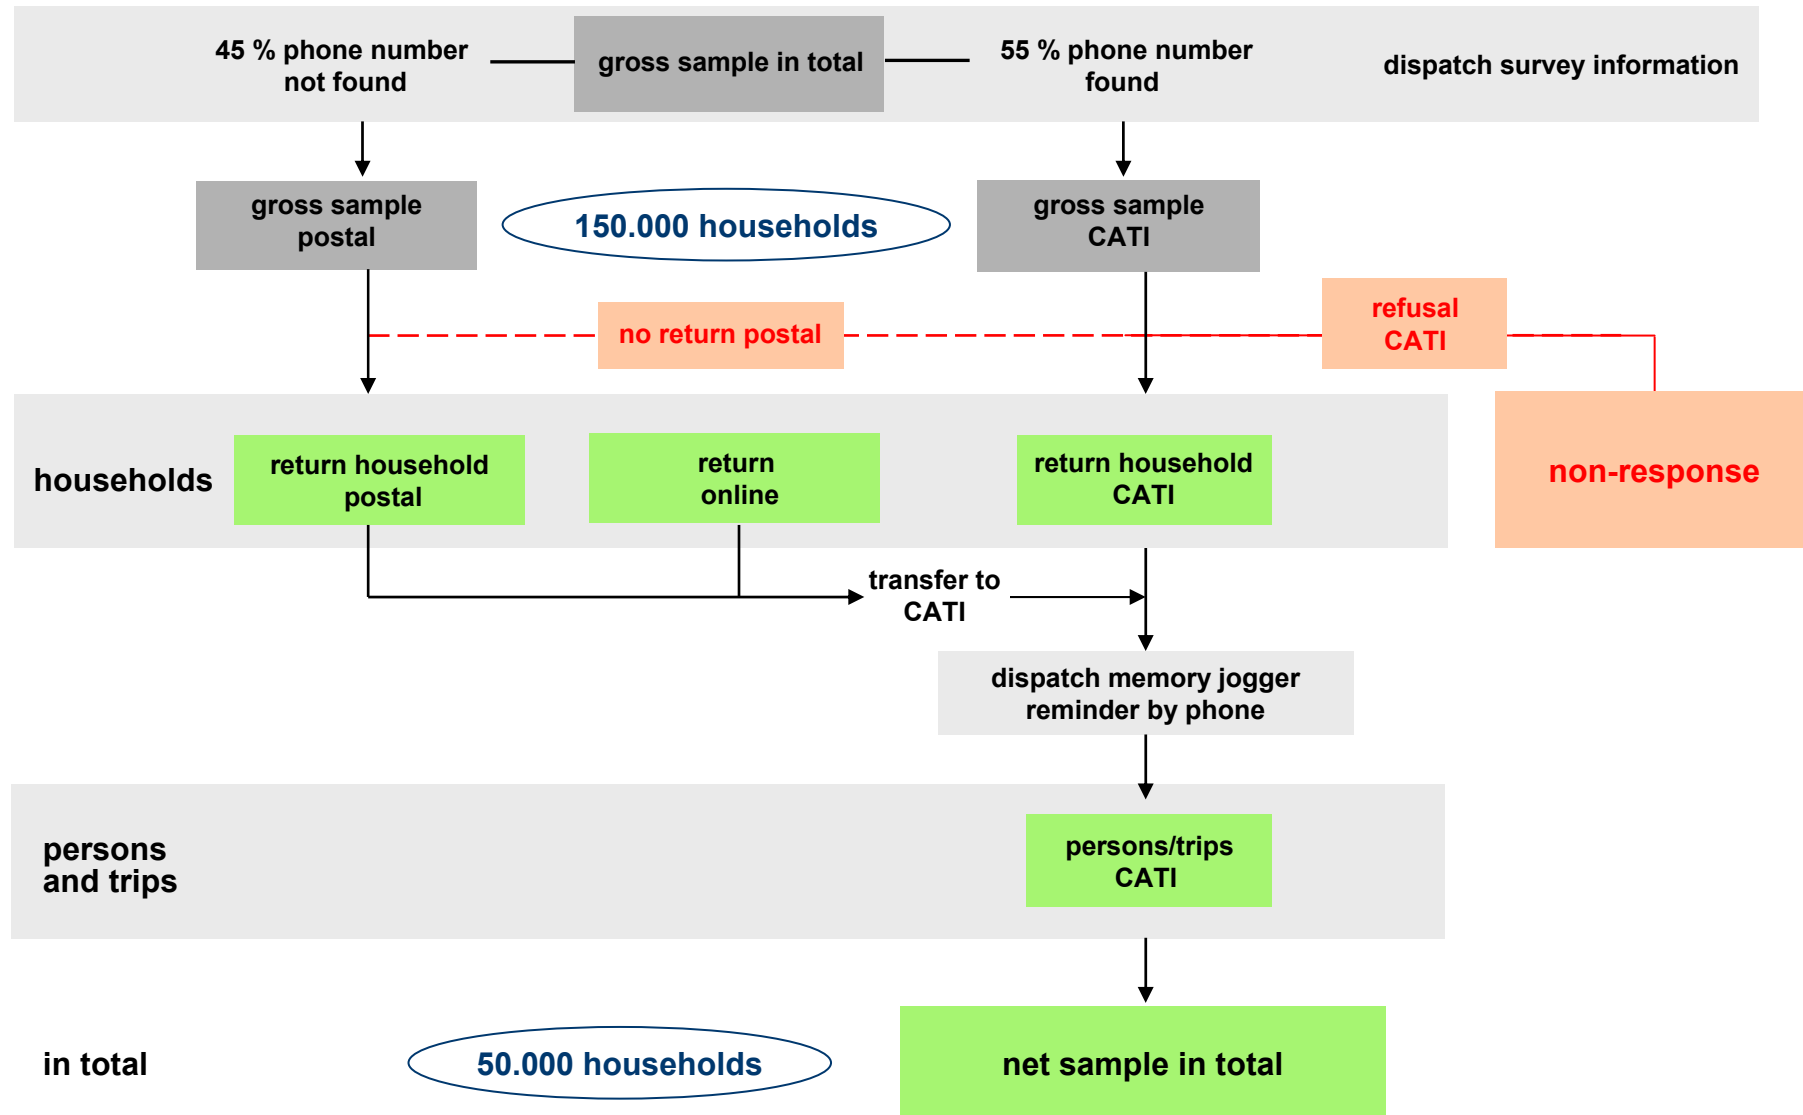 45 % phone number
not found
gross sample in total
55 % phone number
found
dispatch survey information
gross sample
postal
150.000 households
gross sample
CATI
no return postal
refusal
CATI
households
return household
postal
return
online
return household
CATI
non-response
transfer to
CATI
dispatch memory jogger
reminder by phone
persons
and trips
persons/trips
CATI
in total
50.000 households
net sample in total